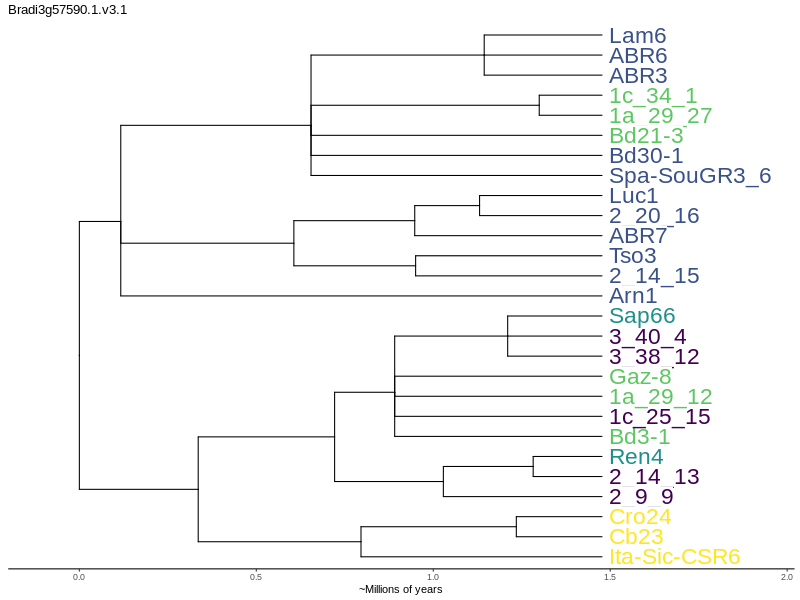 Bradi3g57590.1.v3.1
Lam6
ABR6
ABR3
1c_34_1
1a_29_27
Bd21-3
Bd30-1
Spa-SouGR3_6
Luc1
2_20_16
ABR7
Tso3
2_14_15
Arn1
Sap66
3_40_4
3_38_12
Gaz-8
1a_29_12
1c_25_15
Bd3-1
Ren4
2_14_13
2_9_9
Cro24
Cb23
Ita-Sic-CSR6
0.0 0.5 1.0 1.5 2.0
~Millions of years